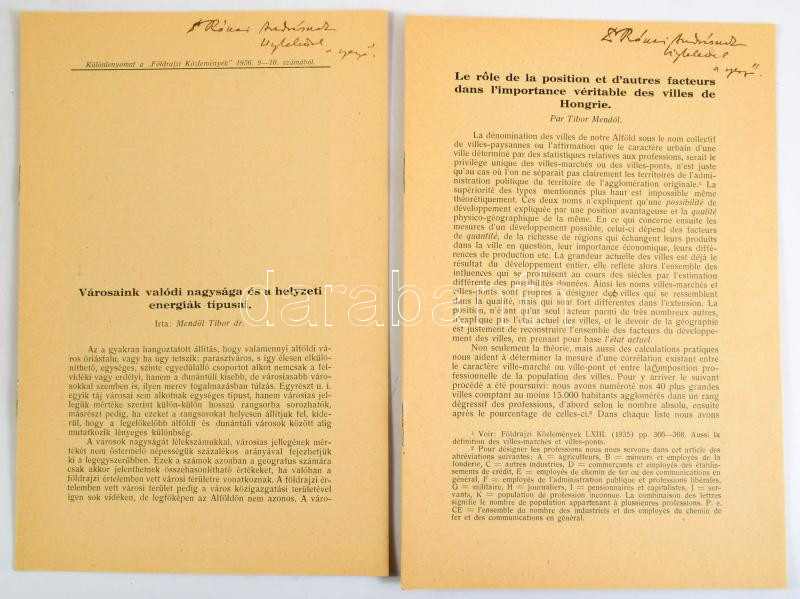 Dr Rónai Andrásnak
tisztelettel
a szerző.
Különlenyomat a „Földrajzi Közlemények" 1936. 9—10. számából.
Városaink valódi nagysága és a helyzeti
energiák típusai.
Irta: Mendöl Tibor dr.
Az a gyakran hangoztatott állítás, hogy valamennyi alföldi vá-
ros óriásfalu, vagy ha úgy tetszik: parasztváros, s így élesen elkülö-
níthető, egységes, szinte egyedülálló csoportot alkot nemcsak a fel-
vidéki vagy erdélyi, hanem a dunántúli kisebb, de városiasabb váro-
sokkal szemben is, ilyen merev fogalmazásban túlzás. Egyrészt u. i.
egyik táj városai sem alkotnak egységes típust, hanem városias jel-
legük mértéke szerint külön-külön hosszú rangsorba sorozhatók,
másrészt pedig, ha ezeket a rangsorokat helyesen állítjuk fel, kide-
rül, hogy a legelőkelőbb alföldi és dunántúli városok között alig
mutatkozik lényeges különbség.
A városok nagyságát lélekszámukkal, városias jellegének mér-
tékét nem őstermelő népességük százalékos arányával fejezhetjük
ki a legegyszerűbben. Ezek a számok azonban a geografus számára
csak akkor jelenthetnek összehasonlítható értékeket, ha valóban a
földrajzi értelemben vett városi területre vonatkoznak. A földrajzi ér-
telemben vett városi terület pedig a város közigazgatási területével
igen sok vidéken, de legfőképen az Alföldön nem azonos. A váro-
Dr Rónai Andrásnak
tisztelettel
a szerző.
Le rôle de la position et d'autres facteurs
dans l'importance véritable des villes de
Hongrie.
Par Tibor Mendöl.
La dénomination des villes de notre Alföld sous le nom collectif
de villes-paysannes ou l'affirmation que le caractère urbain d'une
ville déterminé par des statistiques relatives aux professions, serait le
privilège unique des villes-marchés ou des villes-ponts, n'est juste
qu'au cas où l'on ne séparait pas clairement les territoires de l'admi-
nistration politique du territoire de l'agglomération originale.¹ La
supériorité des types mentionnés plus haut est impossible même
théorétiquement. Ces deux noms n'expliquent qu'une possibilité de
développement expliquée par une position avantageuse et la qualité
physico-géographique de la même. En ce qui concerne ensuite les
mesures d'un développement possible, celui-ci dépend des facteurs
de quantité, de la richesse de régions qui échangent leurs produits
dans la ville en question, leur importance économique, leurs diffé-
rences de production etc. La grandeur actuelle des villes est déjà le
résultat du développement entier, elle reflète alors l'ensemble des
influences qui se produisent au cours des siècles par l'estimation
différente des possibilités données. Ainsi les noms villes-marchés et
villes-ponts sont propres à désigner des villes qui se ressemblent
dans la qualité, mais qui sont fort différentes dans l'extension. La
position, n'étant qu'un seul facteur parmi de très nombreux autres,
n'explique pas l'état actuel des villes, et le devoir de la géographie
est justement de reconstruire l'ensemble des facteurs du développe-
ment des villes, en prenant pour base l'état actuel.
Non seulement la théorie, mais aussi des calculations pratiques
nous aident à déterminer la mesure d'une corrélation existant entre
le caractère ville-marché ou ville-pont et entre la composition pro-
fessionnelle de la population des villes. Pour y arriver le suivant
procédé a été poursuivi: nous avons numéroté nos 40 plus grandes
villes comptant au moins 15.000 habitants agglomérés dans un rang
dégressif des professions, d'abord selon le nombre absolu, ensuite
après le pourcentage de celles-ci.² Dans chaque liste nous avons
¹ Voir: Földrajzi Közlemények LXIII. (1935) pp. 366—368. Aussi la
définition des villes-marchés et villes-ponts.
² Pour désigner les professions nous nous servons dans cet article des
abréviations suivantes: A = agriculteurs, B = mineurs et employés de la
fonderie, C = autres industries, D = commerçants et employés des établis-
sements de crédit, E = employés de chemin de fer ou des communications en
général, F = employés de l'administration publique et professions libérales,
G = militaire, H = journaliers, I = pensionnaires et capitalistes, J = ser-
vants, K = population de profession inconnue. La combinaison des lettres
signifie le nombre de population appartenant à plusieures professions. P. e.
CE = l'ensemble du nombre des industriels et des employés du chemin de
fer et des communications en général.
darabanth